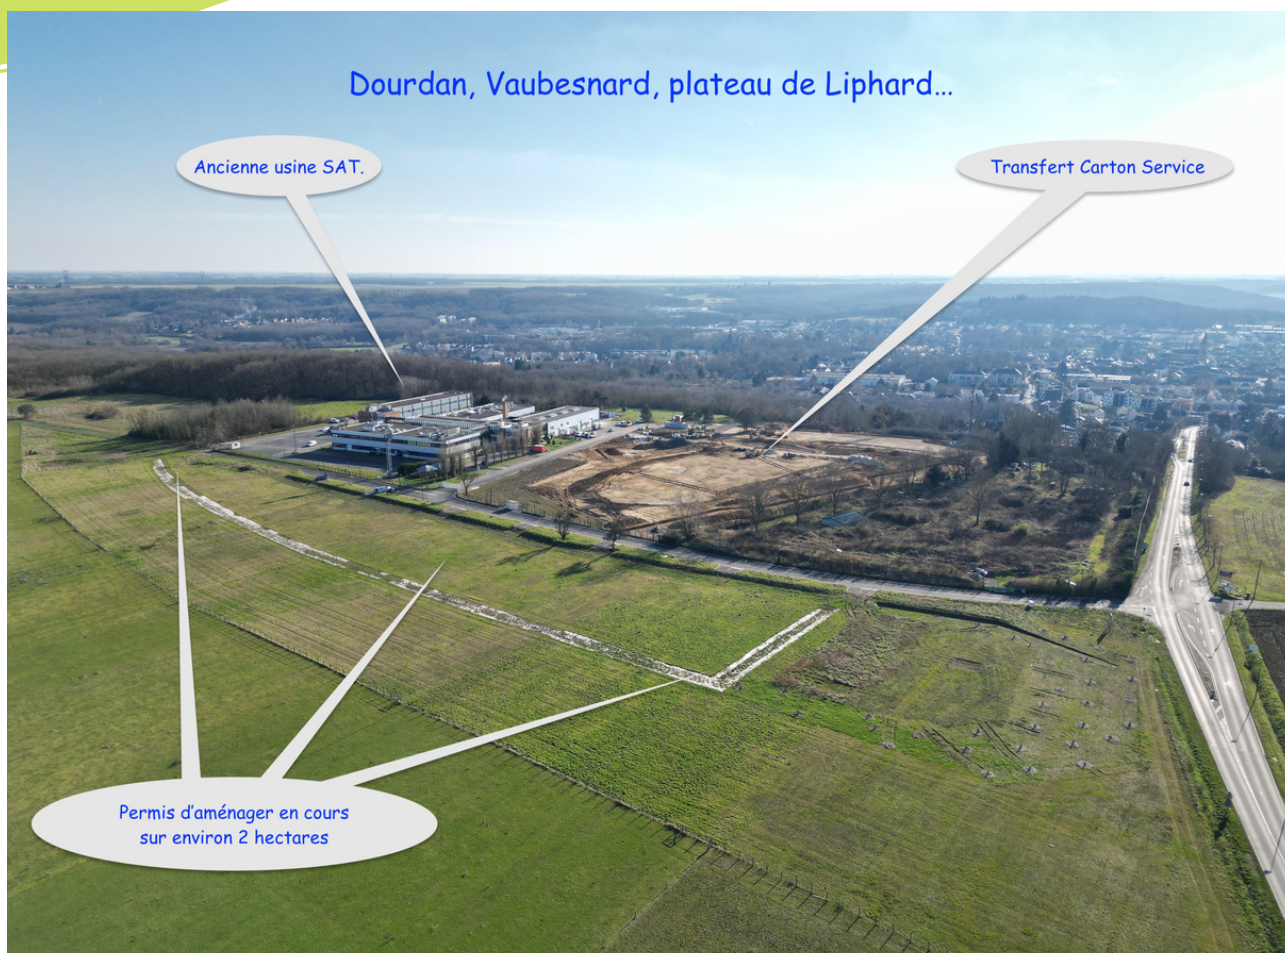 Dourdan, Vaubesnard, plateau de Liphard...
Ancienne usine SAT.
Transfert Carton Service
Permis d'aménager en cours
sur environ 2 hectares